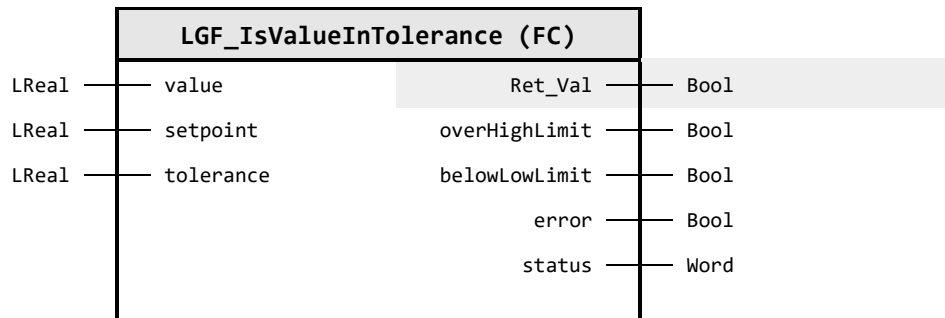 LGF_IsValueInTolerance (FC)
LReal value Ret_Val Bool
LReal setpoint overHighLimit Bool
LReal tolerance belowLowLimit Bool
error Bool
status Word